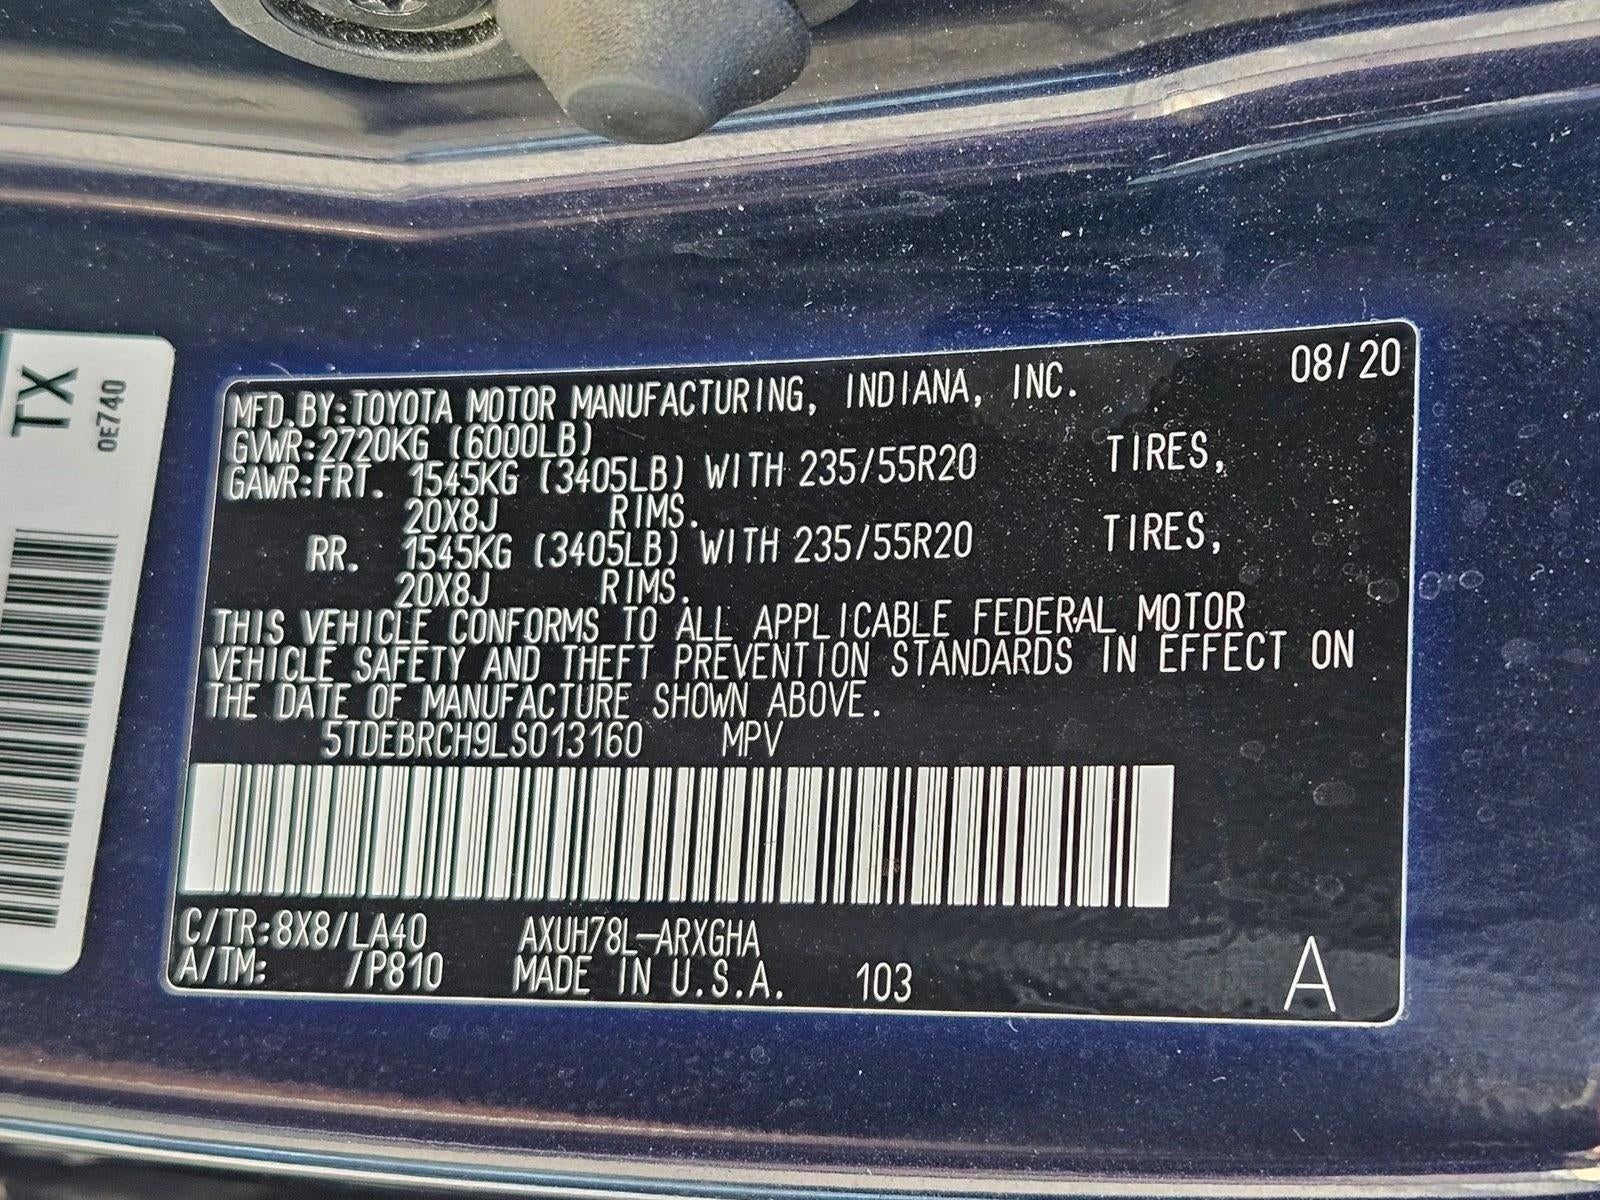 TX
0E740
MFD.BY:TOYOTA MOTOR MANUFACTURING, INDIANA, INC. 08/20
GVWR:2720KG (6000LB)
GAWR:FRT. 1545KG (3405LB) WITH 235/55R20 TIRES,
20X8J RIMS.
RR. 1545KG (3405LB) WITH 235/55R20 TIRES,
20X8J RIMS.
THIS VEHICLE CONFORMS TO ALL APPLICABLE FEDERAL MOTOR
VEHICLE SAFETY AND THEFT PREVENTION STANDARDS IN EFFECT ON
THE DATE OF MANUFACTURE SHOWN ABOVE.
5TDEBRCH9LS013160 MPV
C/TR:8X8/LA40 AXUH78L-ARXGHA
A/TM: /P810 MADE IN U.S.A. 103 A